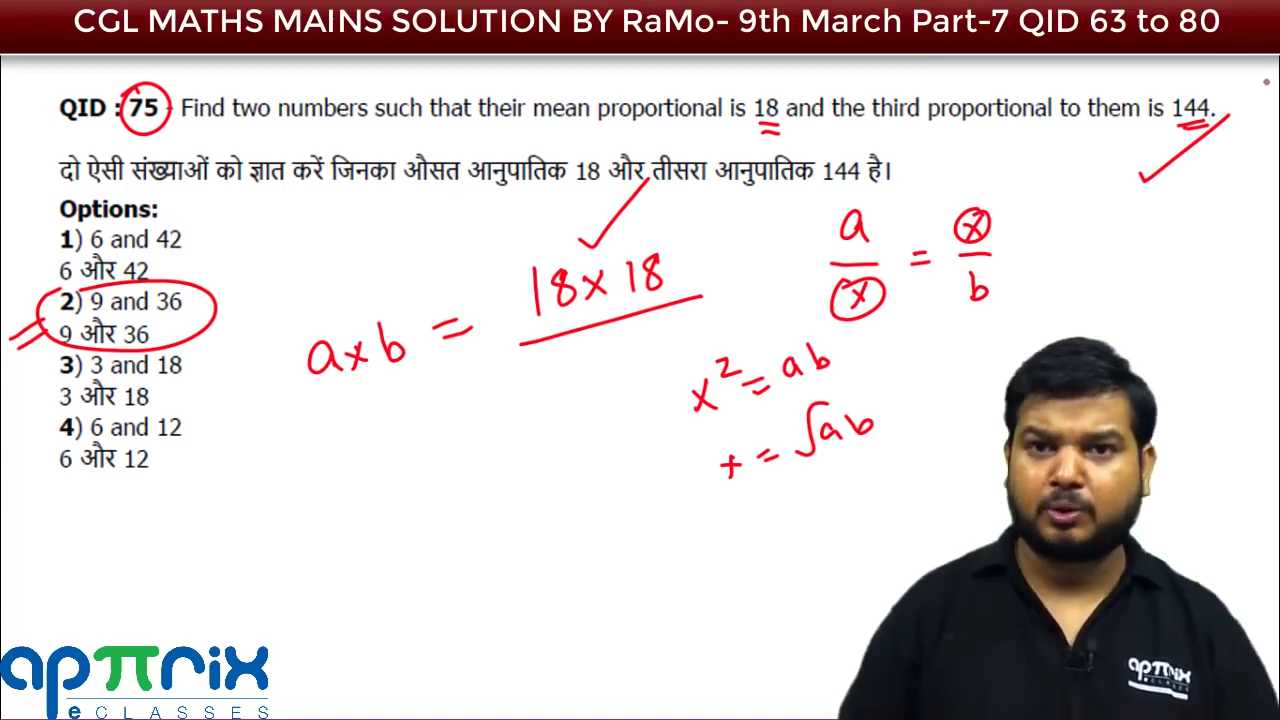 CGL MATHS MAINS SOLUTION BY RaMo- 9th March Part-7 QID 63 to 80
QID : 75 - Find two numbers such that their mean proportional is 18 and the third proportional to them is 144.
दो ऐसी संख्याओं को ज्ञात करें जिनका औसत आनुपातिक 18 और तीसरा आनुपातिक 144 है।
Options:
1) 6 and 42
6 और 42
2) 9 and 36
9 और 36
3) 3 and 18
3 और 18
4) 6 and 12
6 और 12
a x b = 18 x 18
a/x = x/b
x² = ab
x = √ab
apπrix
e CLASSES
apπrix